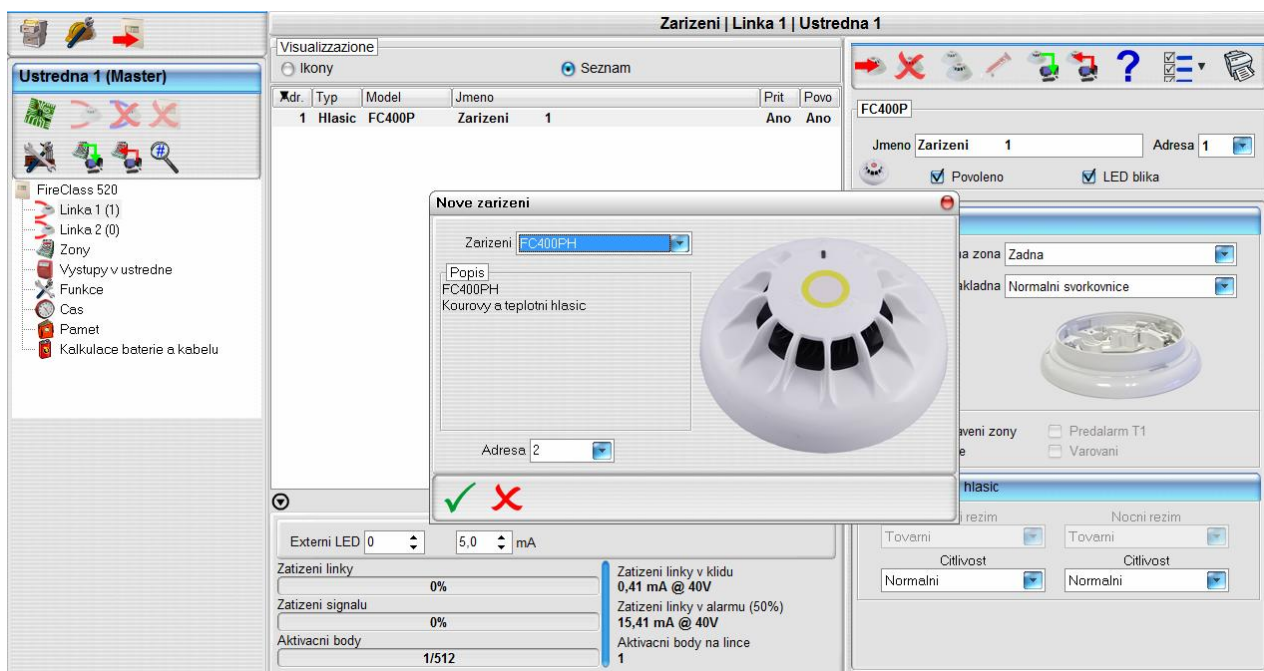 Zarizeni | Linka 1 | Ustredna 1
Ustredna 1 (Master)
FireClass 520
Linka 1 (1)
Linka 2 (0)
Zony
Vystupy v ustredne
Funkce
Cas
Pamet
Kalkulace baterie a kabelu
Visualizzazione
Ikony
Seznam
Adr. Typ Model Jmeno Prit Povo
1 Hlasic FC400P Zarizeni 1 Ano Ano
Nove zarizeni
Zarizeni FC400PH
Popis
FC400PH
Kourovy a teplotni hlasic
Adresa 2
Externi LED 0 5,0 mA
Zatizeni linky
0%
Zatizeni signalu
0%
Aktivacni body
1/512
Zatizeni linky v klidu
0,41 mA @ 40V
Zatizeni linky v alarmu (50%)
15,41 mA @ 40V
Aktivacni body na lince
1
FC400P
Jmeno Zarizeni 1 Adresa 1
Povoleno LED blika
zona Zadna
Normalni svorkovnice
zony Predalarm T1
Varovani
hlasic
rezim Nocni rezim
Tovarni Tovarni
Citlivost Citlivost
Normalni Normalni